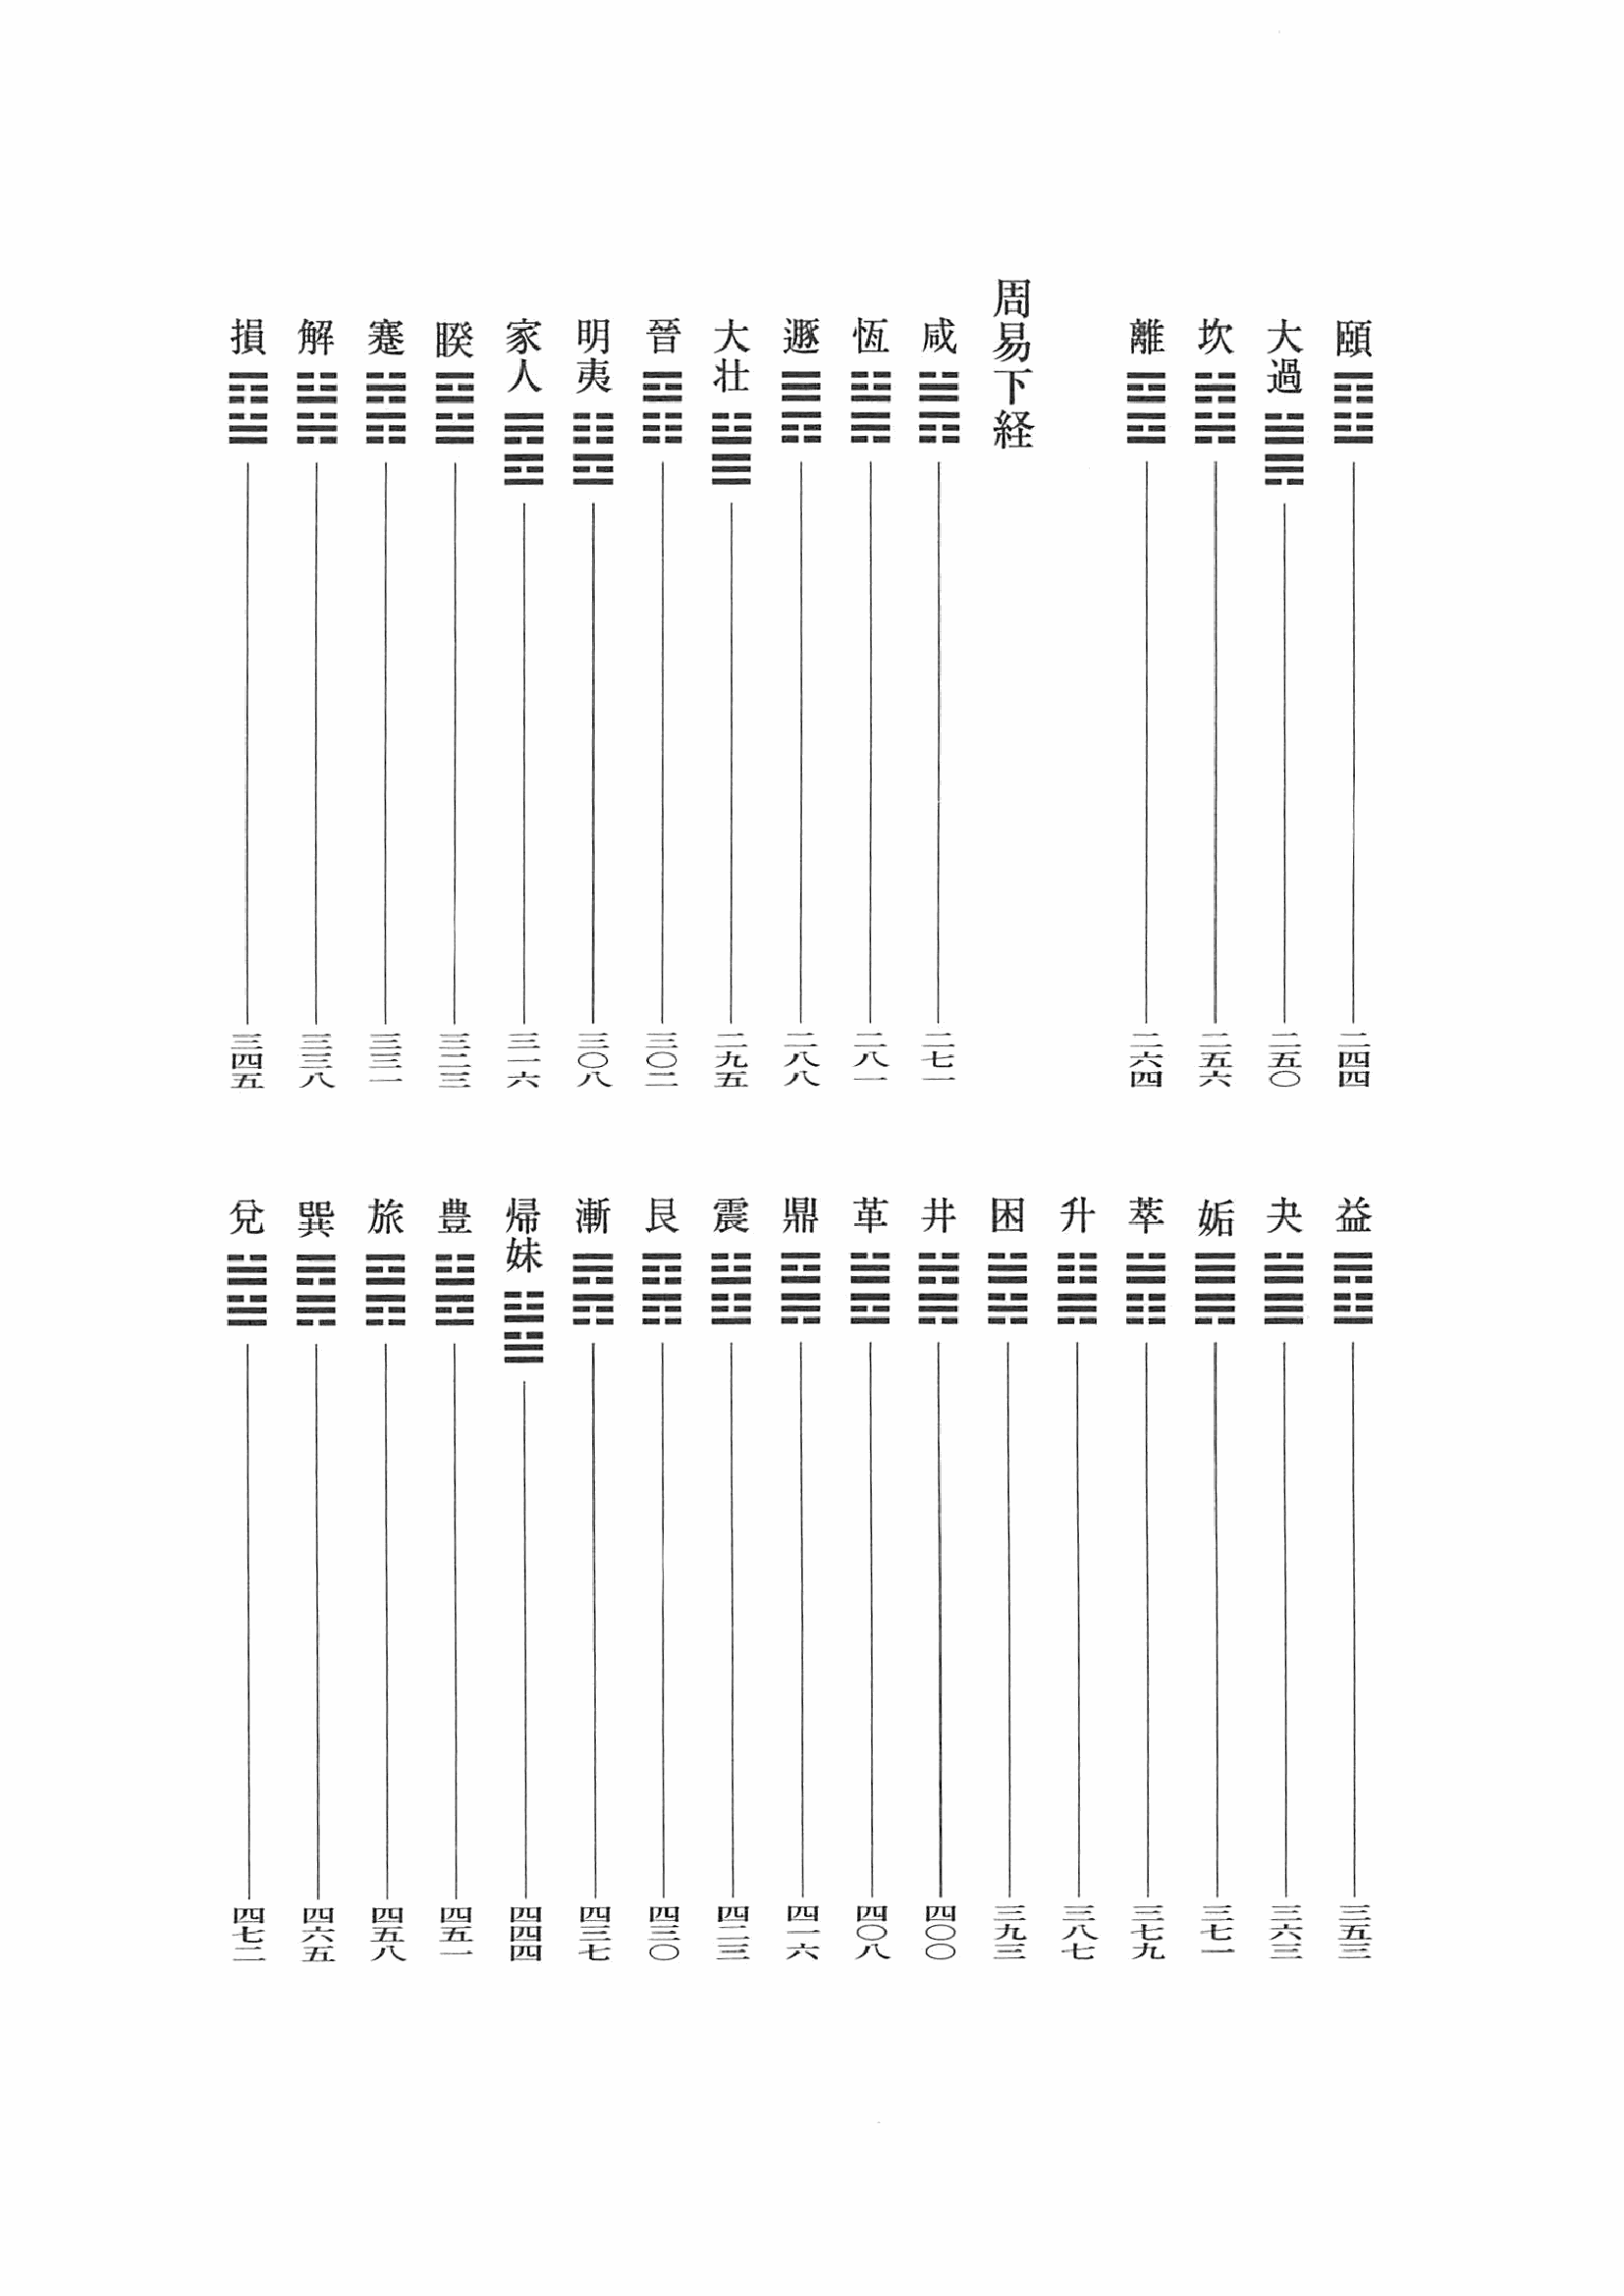 頤䷚二四四
大過䷛二五〇
坎䷜二五六
離䷝二六四
周易下経
咸䷞二七一
恆䷟二八一
遯䷠二八八
大壮䷡二九五
晉䷢三〇二
明夷䷣三〇八
家人䷤三一六
睽䷥三二三
蹇䷦三三一
解䷧三三八
損䷨三四五
益䷩三五三
夬䷪三六三
姤䷫三七一
萃䷬三七九
升䷭三八七
困䷮三九三
井䷯四〇〇
革䷰四〇八
鼎䷱四一六
震䷲四二三
艮䷳四三〇
漸䷴四三七
帰妹䷵四四四
豊䷶四五一
旅䷷四五八
巽䷸四六五
兌䷹四七二